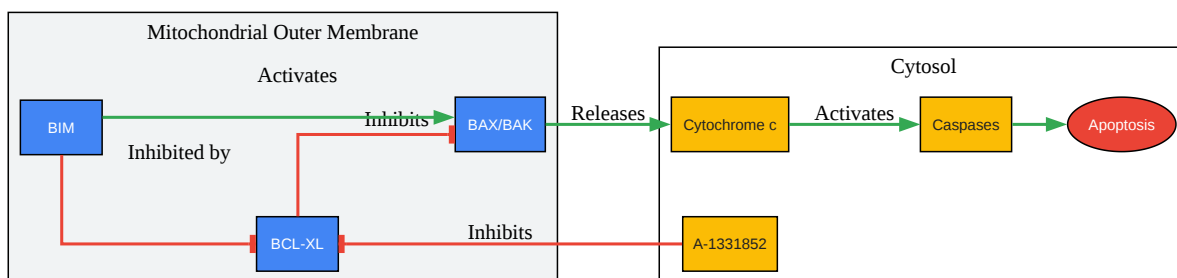 Mitochondrial Outer Membrane
Cytosol
Activates
BIM
Inhibits
BAX/BAK
Releases
Cytochrome c
Activates
Caspases
Apoptosis
Inhibited by
BCL-XL
Inhibits
A-1331852